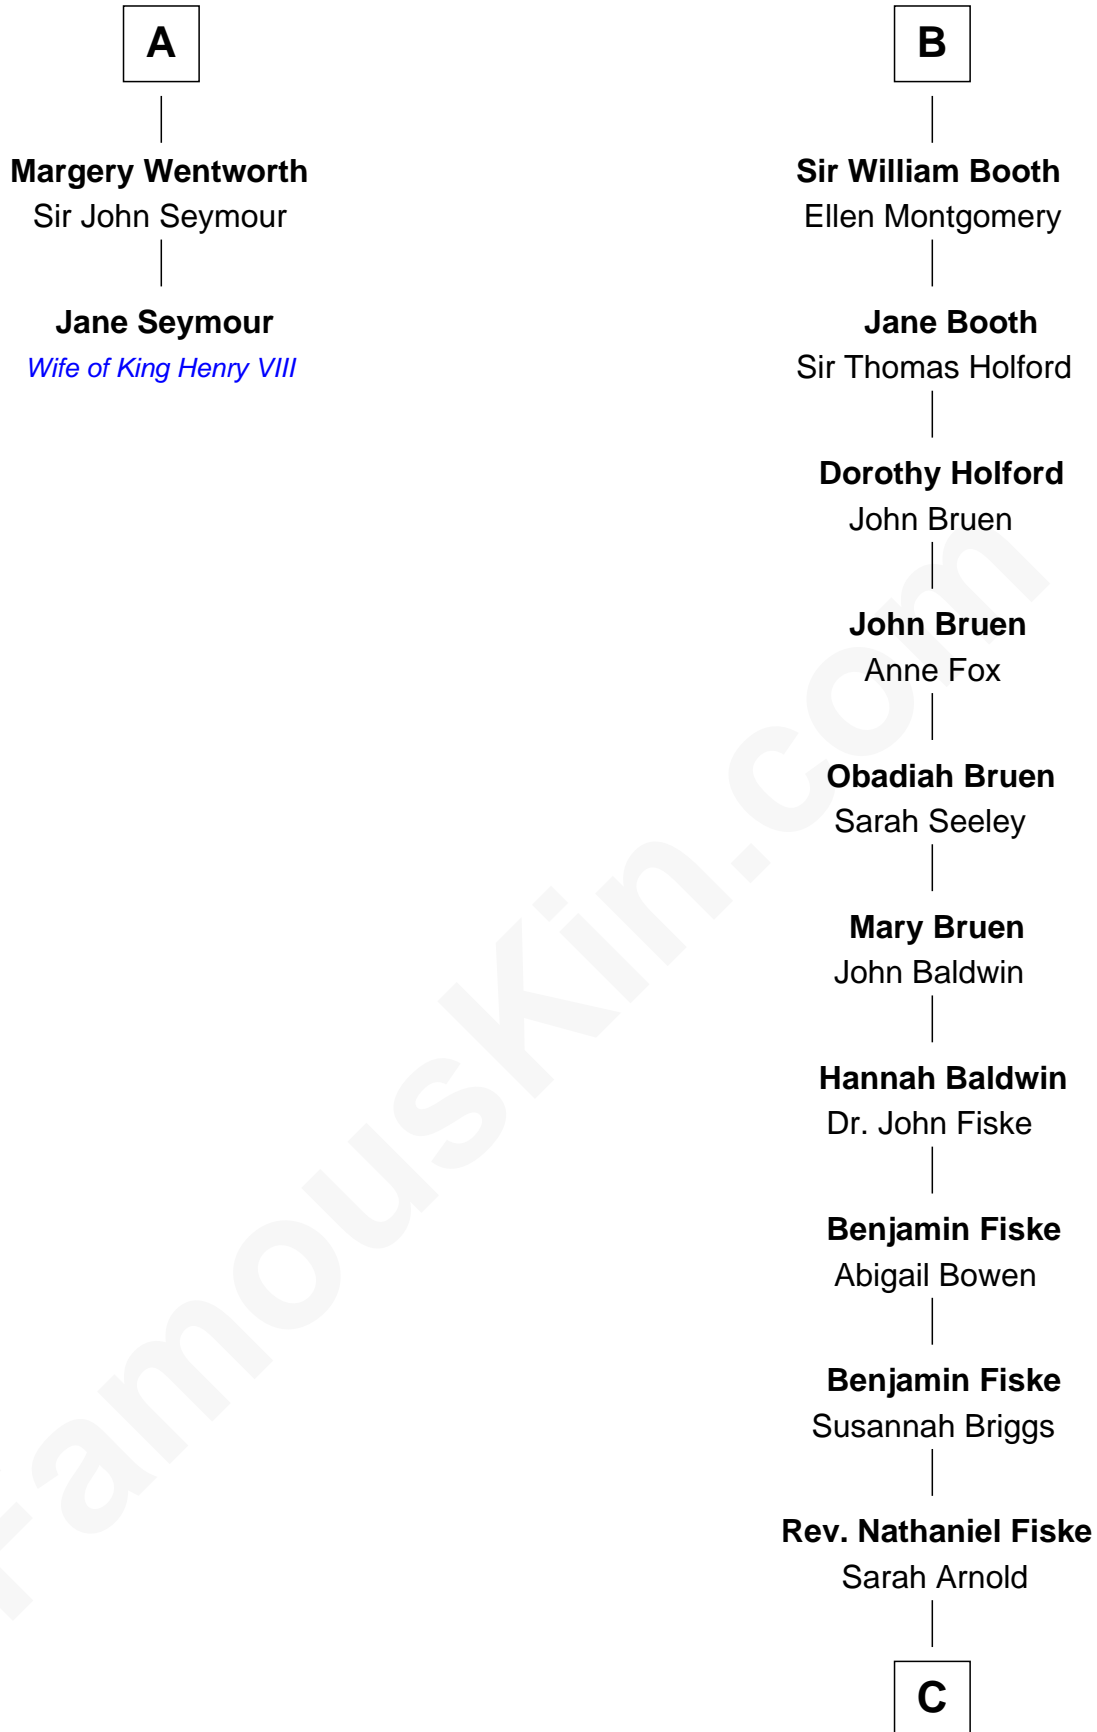 A
Margery Wentworth
Sir John Seymour
Jane Seymour
Wife of King Henry VIII
B
Sir William Booth
Ellen Montgomery
Jane Booth
Sir Thomas Holford
Dorothy Holford
John Bruen
John Bruen
Anne Fox
Obadiah Bruen
Sarah Seeley
Mary Bruen
John Baldwin
Hannah Baldwin
Dr. John Fiske
Benjamin Fiske
Abigail Bowen
Benjamin Fiske
Susannah Briggs
Rev. Nathaniel Fiske
Sarah Arnold
C
FamousKin.com